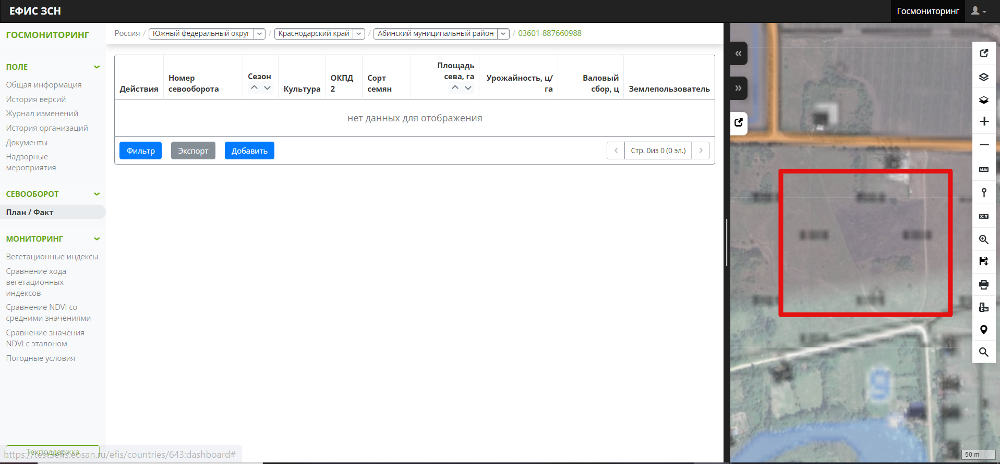 ЕФИС ЗСН
Госмониторинг
ГОСМОНИТОРИНГ
ПОЛЕ
Общая информация
История версий
Журнал изменений
История организаций
Документы
Надзорные
мероприятия
СЕВООБОРОТ
План / Факт
МОНИТОРИНГ
Вегетационные индексы
Сравнение хода
вегетационных
индексов
Сравнение NDVI со
средними значениями
Сравнение значения
NDVI с эталоном
Погодные условия
Техподдержка
https://testsefis.eosan.ru/efis/countries/643:dashboard#
Россия / Южный федеральный округ / Краснодарский край / Абинский муниципальный район / 03601-887660988
Действия
Номер
севооборота
Сезон
Культура
ОКПД
2
Сорт
семян
Площадь
сева, га
Урожайность, ц/
га
Валовый
сбор, ц
Землепользователь
нет данных для отображения
Фильтр
Экспорт
Добавить
Стр. 0из 0 (0 эл.)
X&Y
9
50 m